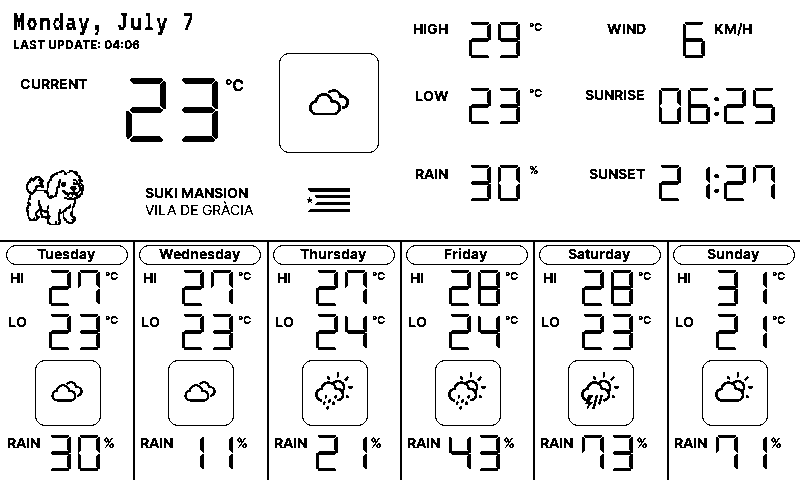 Monday, July 7
LAST UPDATE: 04:06
CURRENT 23 °C
HIGH 29 °C
LOW 23 °C
RAIN 30 %
WIND 6 KM/H
SUNRISE 06:25
SUNSET 21:27
SUKI MANSION
VILA DE GRÀCIA
Tuesday
HI 27 °C
LO 23 °C
RAIN 30 %
Wednesday
HI 27 °C
LO 23 °C
RAIN 11 %
Thursday
HI 27 °C
LO 24 °C
RAIN 21 %
Friday
HI 28 °C
LO 24 °C
RAIN 43 %
Saturday
HI 28 °C
LO 23 °C
RAIN 73 %
Sunday
HI 31 °C
LO 21 °C
RAIN 71 %